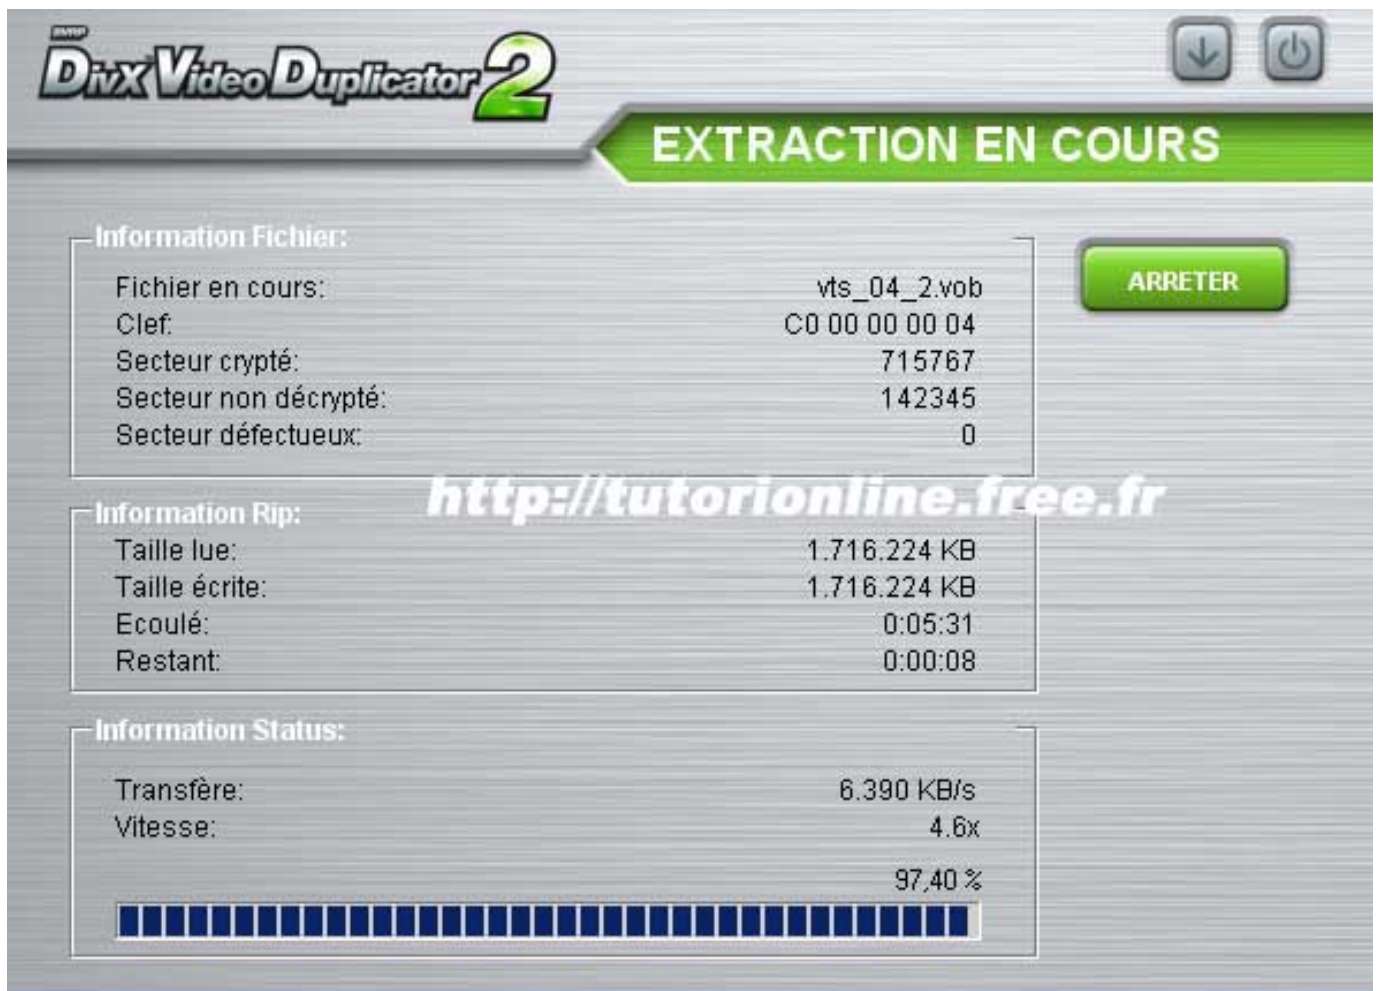 BVRP
DivX Video Duplicator 2
EXTRACTION EN COURS
Information Fichier:
Fichier en cours: vts_04_2.vob
ARRETER
Clef: C0 00 00 00 04
Secteur crypté: 715767
Secteur non décrypté: 142345
Secteur défectueux: 0
http://tutorionline.free.fr
Information Rip:
Taille lue: 1.716.224 KB
Taille écrite: 1.716.224 KB
Ecoulé: 0:05:31
Restant: 0:00:08
Information Status:
Transfère: 6.390 KB/s
Vitesse: 4.6x
97,40 %